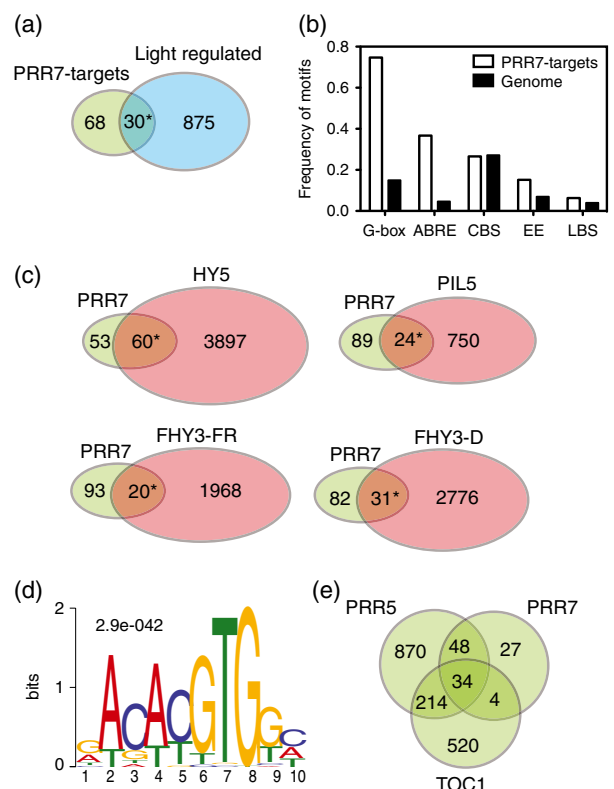 (a)
Light regulated
PRR7-targets
68
30*
875
(b)
Frequency of motifs
0.8
0.6
0.4
0.2
0.0
PRR7-targets
Genome
G-box
ABRE
CBS
EE
LBS
(c)
HY5
PRR7
53
60*
3897
PIL5
PRR7
89
24*
750
FHY3-FR
PRR7
93
20*
1968
FHY3-D
PRR7
82
31*
2776
(d)
2.9e-042
bits
2
1
0
1 2 3 4 5 6 7 8 9 10
ACACGTGG
(e)
PRR5
PRR7
870
48
27
34
214
4
520
TOC1